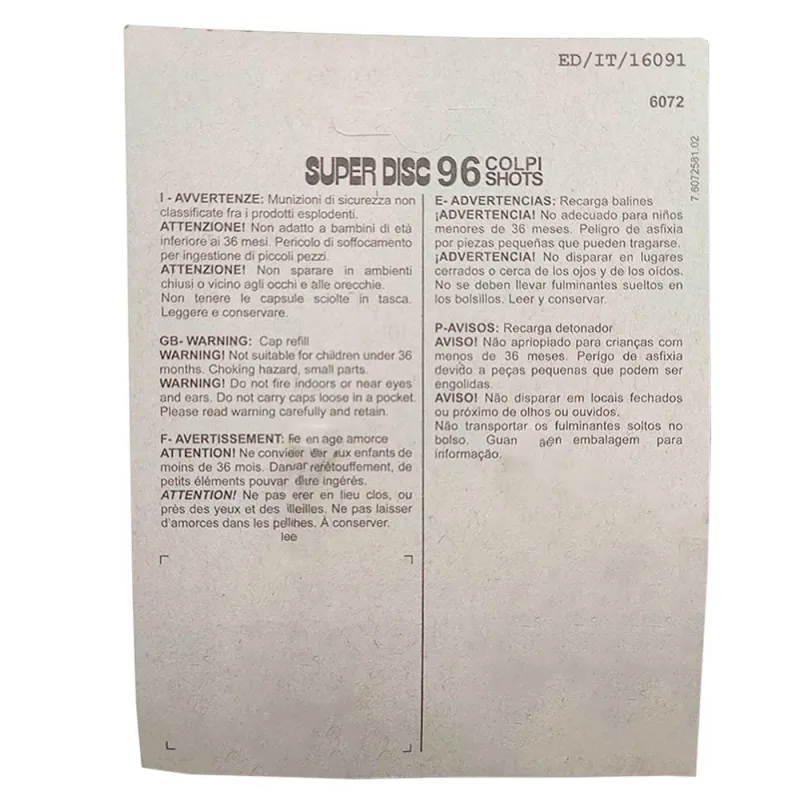 ED/IT/16091
6072
7.6072581.02
SUPER DISC 96 COLPI
SHOTS
I - AVVERTENZE: Munizioni di sicurezza non
classificate fra i prodotti esplodenti.
ATTENZIONE! Non adatto a bambini di età
inferiore ai 36 mesi. Pericolo di soffocamento
per ingestione di piccoli pezzi.
ATTENZIONE! Non sparare in ambienti
chiusi o vicino agli occhi e alle orecchie.
Non tenere le capsule sciolte in tasca.
Leggere e conservare.
GB- WARNING: Cap refill
WARNING! Not suitable for children under 36
months. Choking hazard, small parts.
WARNING! Do not fire indoors or near eyes
and ears. Do not carry caps loose in a pocket.
Please read warning carefully and retain.
F- AVERTISSEMENT: en age amorce
ATTENTION! Ne aux enfants de
moins de 36 mois.
petits éléments ingérés.
ATTENTION! Ne pas en lieu clos, ou
près des yeux et des Ne pas laisser
d'amorces dans les À conserver.
E- ADVERTENCIAS: Recarga balines
¡ADVERTENCIA! No adecuado para niños
menores de 36 meses. Peligro de asfixia
por piezas pequeñas que pueden tragarse.
¡ADVERTENCIA! No disparar en lugares
cerrados o cerca de los ojos y de los oídos.
No se deben llevar fulminantes sueltos en
los bolsillos. Leer y conservar.
P-AVISOS: Recarga detonador
AVISO! Não apriopiado para crianças com
menos de 36 meses. Perigo de asfixia
devido a peças pequenas que podem ser
engolidas.
AVISO! Não disparar em locais fechados
ou próximo de olhos ou ouvidos.
Não transportar os fulminantes soltos no
bolso. embalagem para
informação.